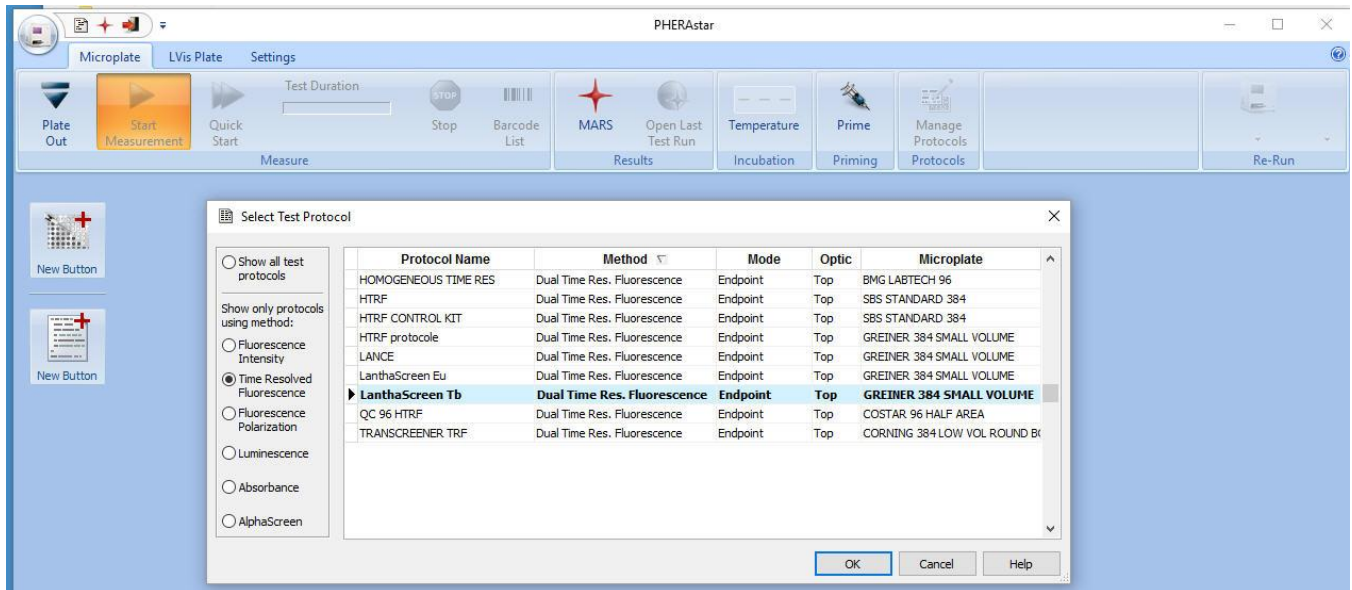 PHERAstar
Microplate LVis Plate Settings
Plate Out
Start Measurement
Quick Start
Test Duration
STOP
Stop
Barcode List
MARS
Open Last Test Run
- - -
Temperature
Prime
Manage Protocols
Measure Results Incubation Priming Protocols Re-Run
New Button
New Button
Select Test Protocol
Show all test
protocols
Show only protocols
using method:
Fluorescence
Intensity
Time Resolved
Fluorescence
Fluorescence
Polarization
Luminescence
Absorbance
AlphaScreen
Protocol Name Method Mode Optic Microplate
HOMOGENEOUS TIME RES Dual Time Res. Fluorescence Endpoint Top BMG LABTECH 96
HTRF Dual Time Res. Fluorescence Endpoint Top SBS STANDARD 384
HTRF CONTROL KIT Dual Time Res. Fluorescence Endpoint Top SBS STANDARD 384
HTRF protocole Dual Time Res. Fluorescence Endpoint Top GREINER 384 SMALL VOLUME
LANCE Dual Time Res. Fluorescence Endpoint Top GREINER 384 SMALL VOLUME
LanthaScreen Eu Dual Time Res. Fluorescence Endpoint Top GREINER 384 SMALL VOLUME
LanthaScreen Tb Dual Time Res. Fluorescence Endpoint Top GREINER 384 SMALL VOLUME
QC 96 HTRF Dual Time Res. Fluorescence Endpoint Top COSTAR 96 HALF AREA
TRANSCREENER TRF Dual Time Res. Fluorescence Endpoint Top CORNING 384 LOW VOL ROUND
OK Cancel Help